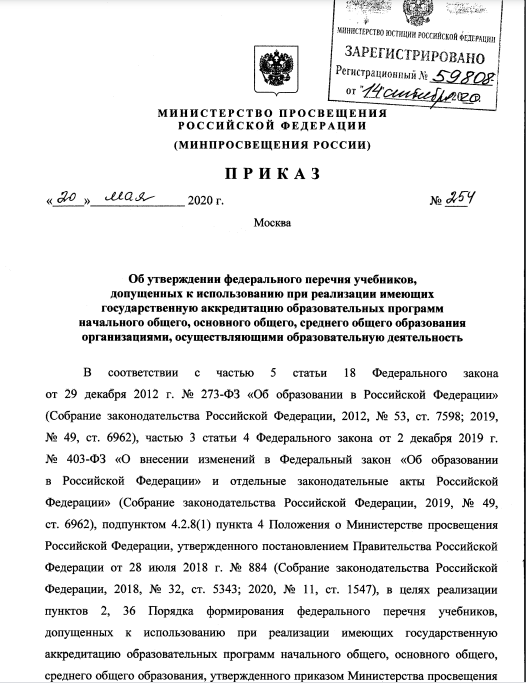 МИНИСТЕРСТВО ЮСТИЦИИ РОССИЙСКОЙ ФЕДЕРАЦИИ
ЗАРЕГИСТРИРОВАНО
Регистрационный № 59808
от "14 сентября 2020
МИНИСТЕРСТВО ПРОСВЕЩЕНИЯ
РОССИЙСКОЙ ФЕДЕРАЦИИ
(МИНПРОСВЕЩЕНИЯ РОССИИ)
П Р И К А З
«20» мая 2020 г. № 254
Москва
Об утверждении федерального перечня учебников,
допущенных к использованию при реализации имеющих
государственную аккредитацию образовательных программ
начального общего, основного общего, среднего общего образования
организациями, осуществляющими образовательную деятельность
В соответствии с частью 5 статьи 18 Федерального закона
от 29 декабря 2012 г. № 273-ФЗ «Об образовании в Российской Федерации»
(Собрание законодательства Российской Федерации, 2012, № 53, ст. 7598; 2019,
№ 49, ст. 6962), частью 3 статьи 4 Федерального закона от 2 декабря 2019 г.
№ 403-ФЗ «О внесении изменений в Федеральный закон «Об образовании
в Российской Федерации» и отдельные законодательные акты Российской
Федерации» (Собрание законодательства Российской Федерации, 2019, № 49,
ст. 6962), подпунктом 4.2.8(1) пункта 4 Положения о Министерстве просвещения
Российской Федерации, утвержденного постановлением Правительства Российской
Федерации от 28 июля 2018 г. № 884 (Собрание законодательства Российской
Федерации, 2018, № 32, ст. 5343; 2020, № 11, ст. 1547), в целях реализации
пунктов 2, 36 Порядка формирования федерального перечня учебников,
допущенных к использованию при реализации имеющих государственную
аккредитацию образовательных программ начального общего, основного общего,
среднего общего образования, утвержденного приказом Министерства просвещения